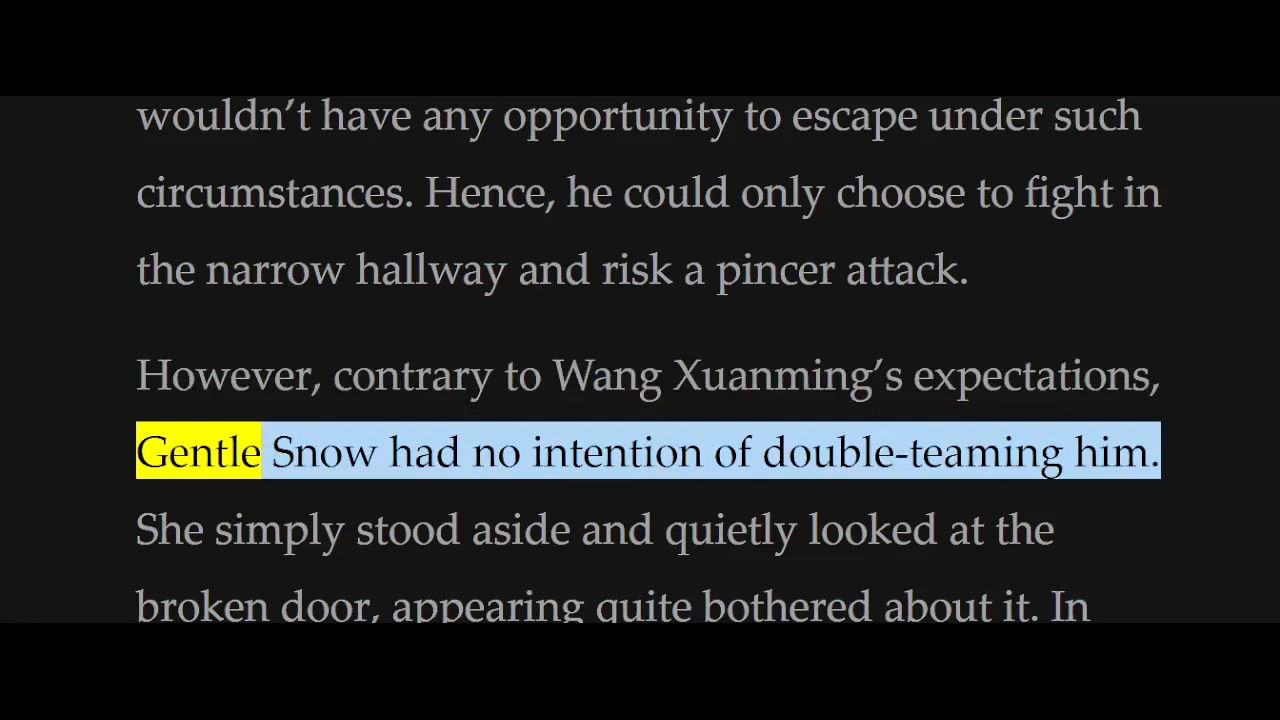 wouldn’t have any opportunity to escape under such
circumstances. Hence, he could only choose to fight in
the narrow hallway and risk a pincer attack.
However, contrary to Wang Xuanming’s expectations,
Gentle Snow had no intention of double-teaming him.
She simply stood aside and quietly looked at the
broken door, appearing quite bothered about it. In